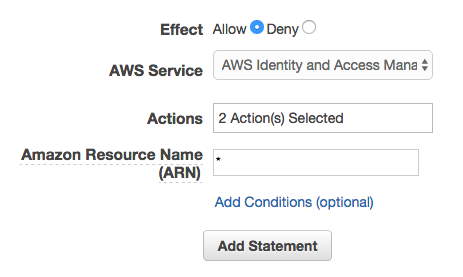 Effect Allow Deny
AWS Service AWS Identity and Access Mana
Actions 2 Action(s) Selected
Amazon Resource Name *
(ARN)
Add Conditions (optional)
Add Statement